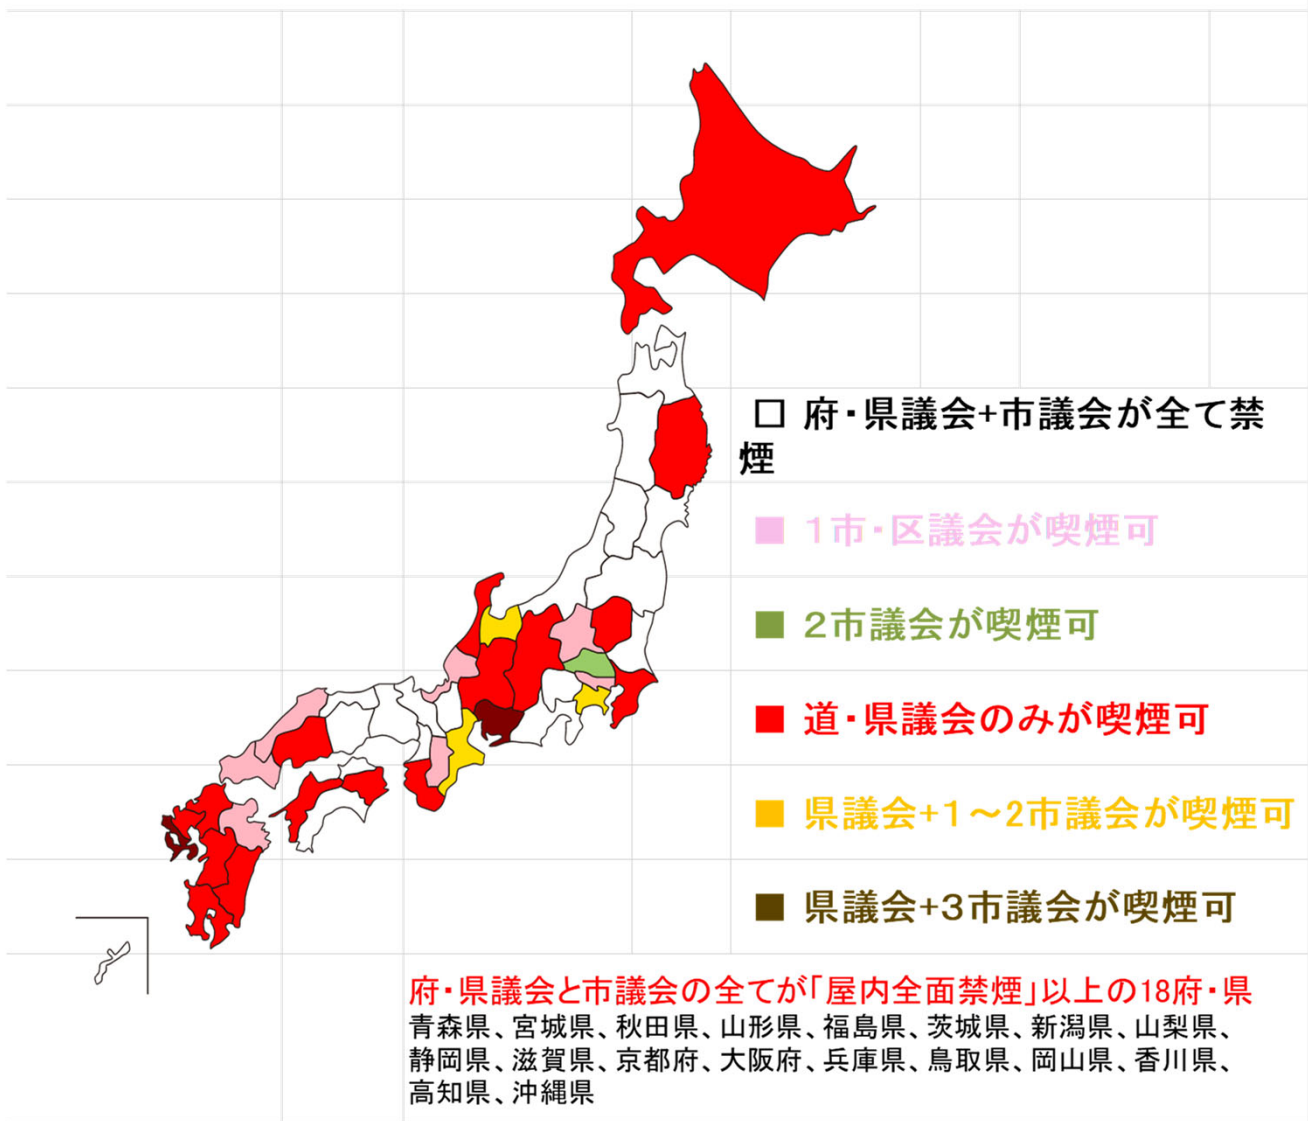 □ 府・県議会+市議会が全て禁
煙
■ 1市・区議会が喫煙可
■ 2市議会が喫煙可
■ 道・県議会のみが喫煙可
■ 県議会+1～2市議会が喫煙可
■ 県議会+3市議会が喫煙可
府・県議会と市議会の全てが「屋内全面禁煙」以上の18府・県
青森県、宮城県、秋田県、山形県、福島県、茨城県、新潟県、山梨県、
静岡県、滋賀県、京都府、大阪府、兵庫県、鳥取県、岡山県、香川県、
高知県、沖縄県